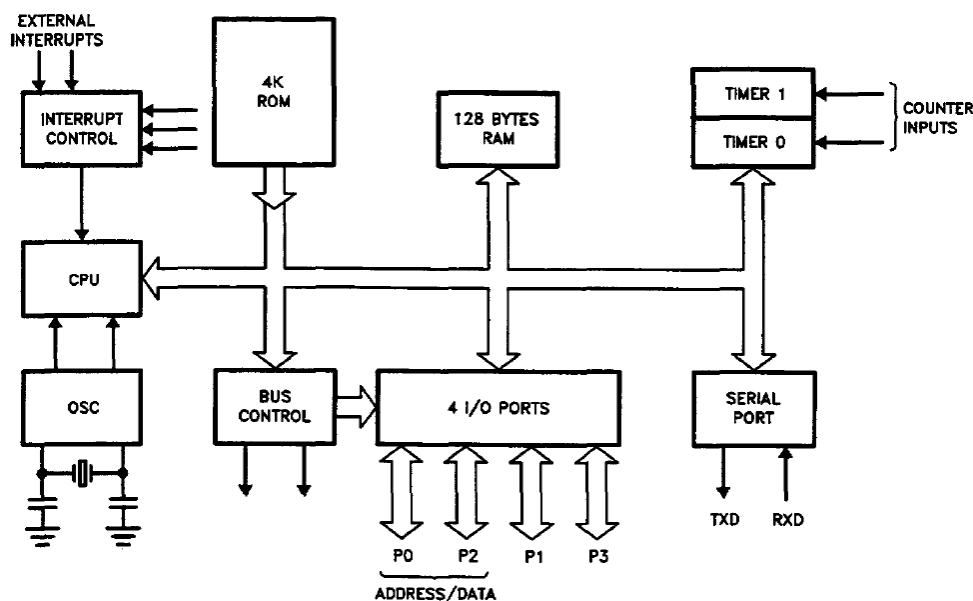 EXTERNAL
INTERRUPTS
INTERRUPT
CONTROL
4K
ROM
128 BYTES
RAM
TIMER 1
TIMER 0
COUNTER
INPUTS
CPU
OSC
BUS
CONTROL
4 I/O PORTS
SERIAL
PORT
TXD RXD
P0 P2 P1 P3
ADDRESS/DATA